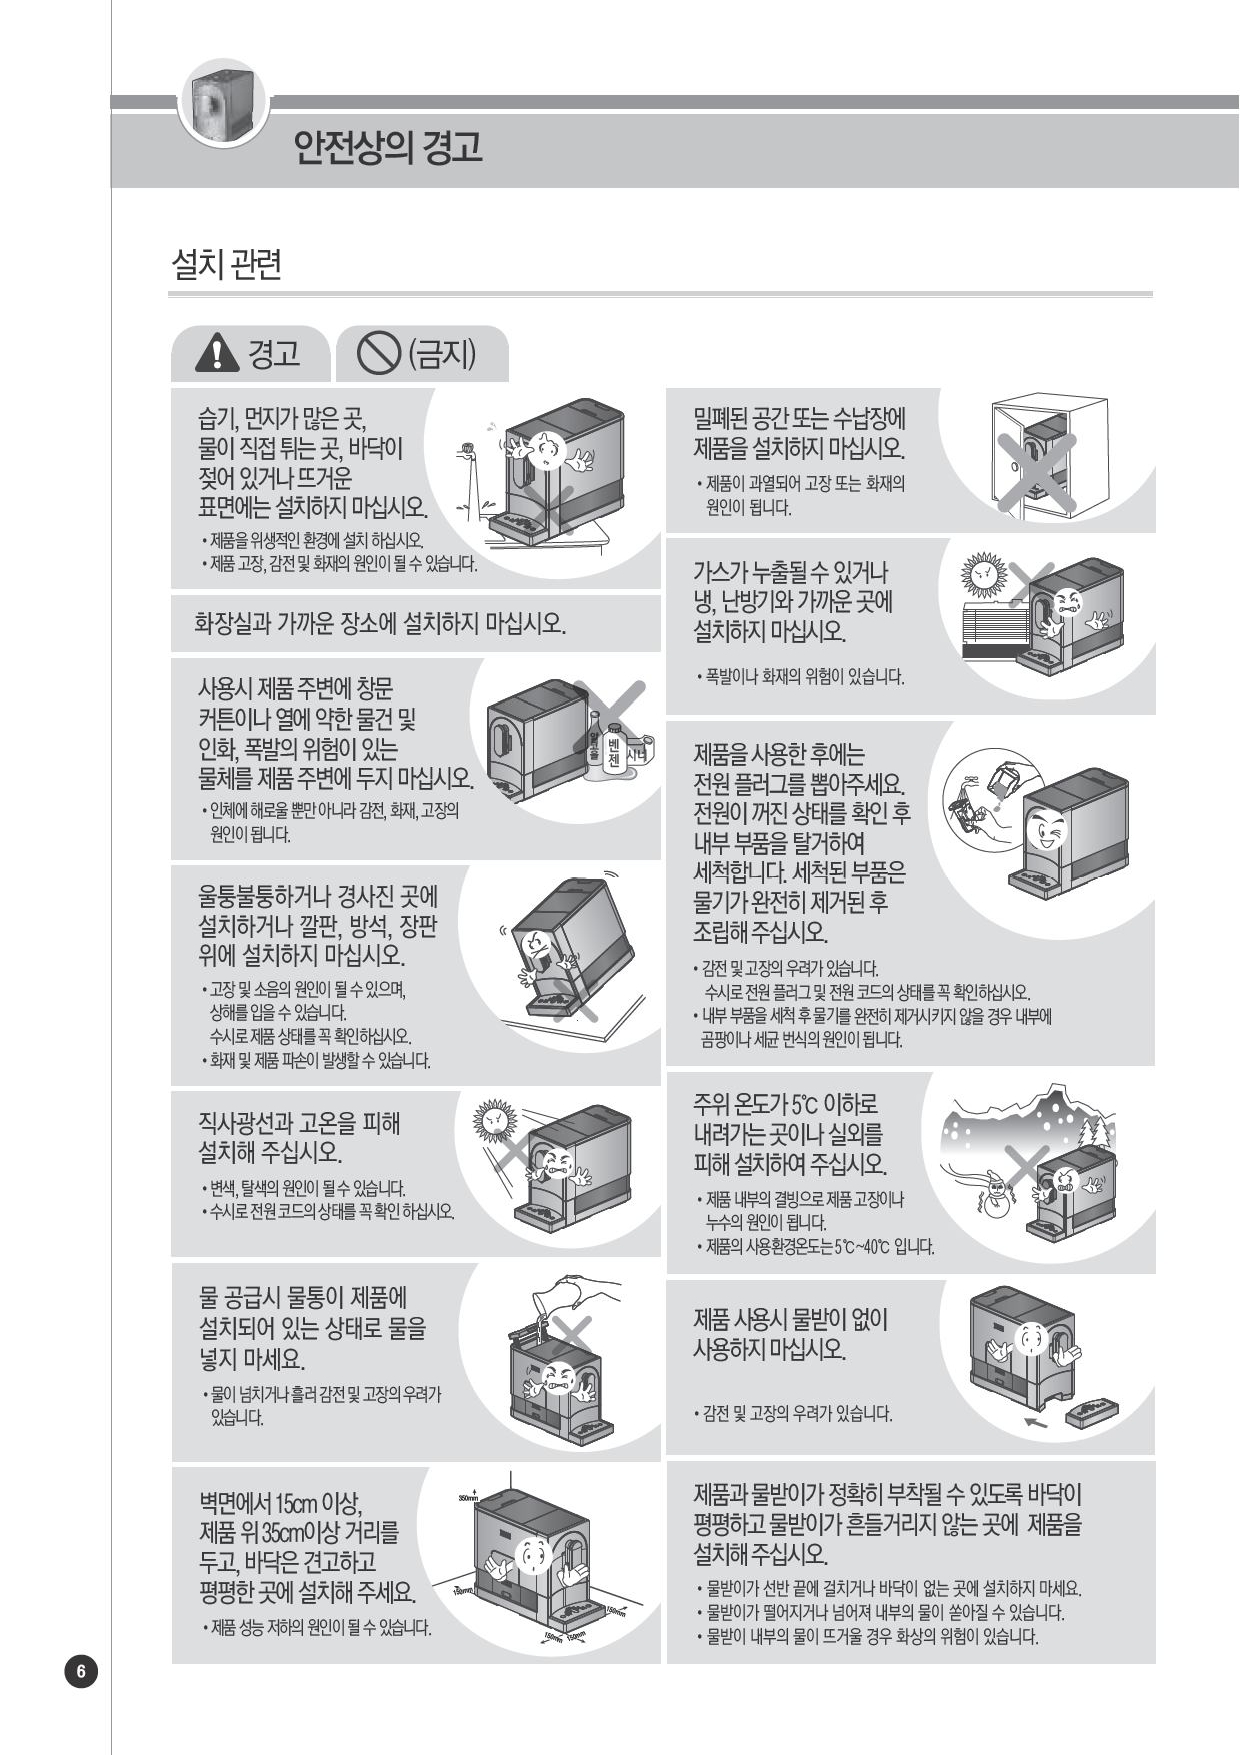 안전상의 경고
설치 관련
경고
(금지)
습기, 먼지가 많은 곳,
물이 직접 튀는 곳, 바닥이
젖어 있거나 뜨거운
표면에는 설치하지 마십시오.
• 제품을 위생적인 환경에 설치 하십시오.
• 제품 고장, 감전 및 화재의 원인이 될 수 있습니다.
화장실과 가까운 장소에 설치하지 마십시오.
사용시 제품 주변에 창문
커튼이나 열에 약한 물건 및
인화, 폭발의 위험이 있는
물체를 제품 주변에 두지 마십시오.
• 인체에 해로울 뿐만 아니라 감전, 화재, 고장의
원인이 됩니다.
알코올
벤젠
시너
울퉁불퉁하거나 경사진 곳에
설치하거나 깔판, 방석, 장판
위에 설치하지 마십시오.
• 고장 및 소음의 원인이 될 수 있으며,
상해를 입을 수 있습니다.
수시로 제품 상태를 꼭 확인하십시오.
• 화재 및 제품 파손이 발생할 수 있습니다.
직사광선과 고온을 피해
설치해 주십시오.
• 변색, 탈색의 원인이 될 수 있습니다.
• 수시로 전원 코드의 상태를 꼭 확인 하십시오.
물 공급시 물통이 제품에
설치되어 있는 상태로 물을
넣지 마세요.
• 물이 넘치거나 흘러 감전 및 고장의 우려가
있습니다.
벽면에서 15cm 이상,
제품 위 35cm이상 거리를
두고, 바닥은 견고하고
평평한 곳에 설치해 주세요.
• 제품 성능 저하의 원인이 될 수 있습니다.
350mm
150mm
150mm
150mm
150mm
밀폐된 공간 또는 수납장에
제품을 설치하지 마십시오.
• 제품이 과열되어 고장 또는 화재의
원인이 됩니다.
가스가 누출될 수 있거나
냉, 난방기와 가까운 곳에
설치하지 마십시오.
• 폭발이나 화재의 위험이 있습니다.
제품을 사용한 후에는
전원 플러그를 뽑아주세요.
전원이 꺼진 상태를 확인 후
내부 부품을 탈거하여
세척합니다. 세척된 부품은
물기가 완전히 제거된 후
조립해 주십시오.
• 감전 및 고장의 우려가 있습니다.
수시로 전원 플러그 및 전원 코드의 상태를 꼭 확인하십시오.
• 내부 부품을 세척 후 물기를 완전히 제거시키지 않을 경우 내부에
곰팡이나 세균 번식의 원인이 됩니다.
주위 온도가 5℃ 이하로
내려가는 곳이나 실외를
피해 설치하여 주십시오.
• 제품 내부의 결빙으로 제품 고장이나
누수의 원인이 됩니다.
• 제품의 사용환경온도는 5℃~40℃ 입니다.
제품 사용시 물받이 없이
사용하지 마십시오.
• 감전 및 고장의 우려가 있습니다.
제품과 물받이가 정확히 부착될 수 있도록 바닥이
평평하고 물받이가 흔들거리지 않는 곳에 제품을
설치해 주십시오.
• 물받이가 선반 끝에 걸치거나 바닥이 없는 곳에 설치하지 마세요.
• 물받이가 떨어지거나 넘어져 내부의 물이 쏟아질 수 있습니다.
• 물받이 내부의 물이 뜨거울 경우 화상의 위험이 있습니다.
6